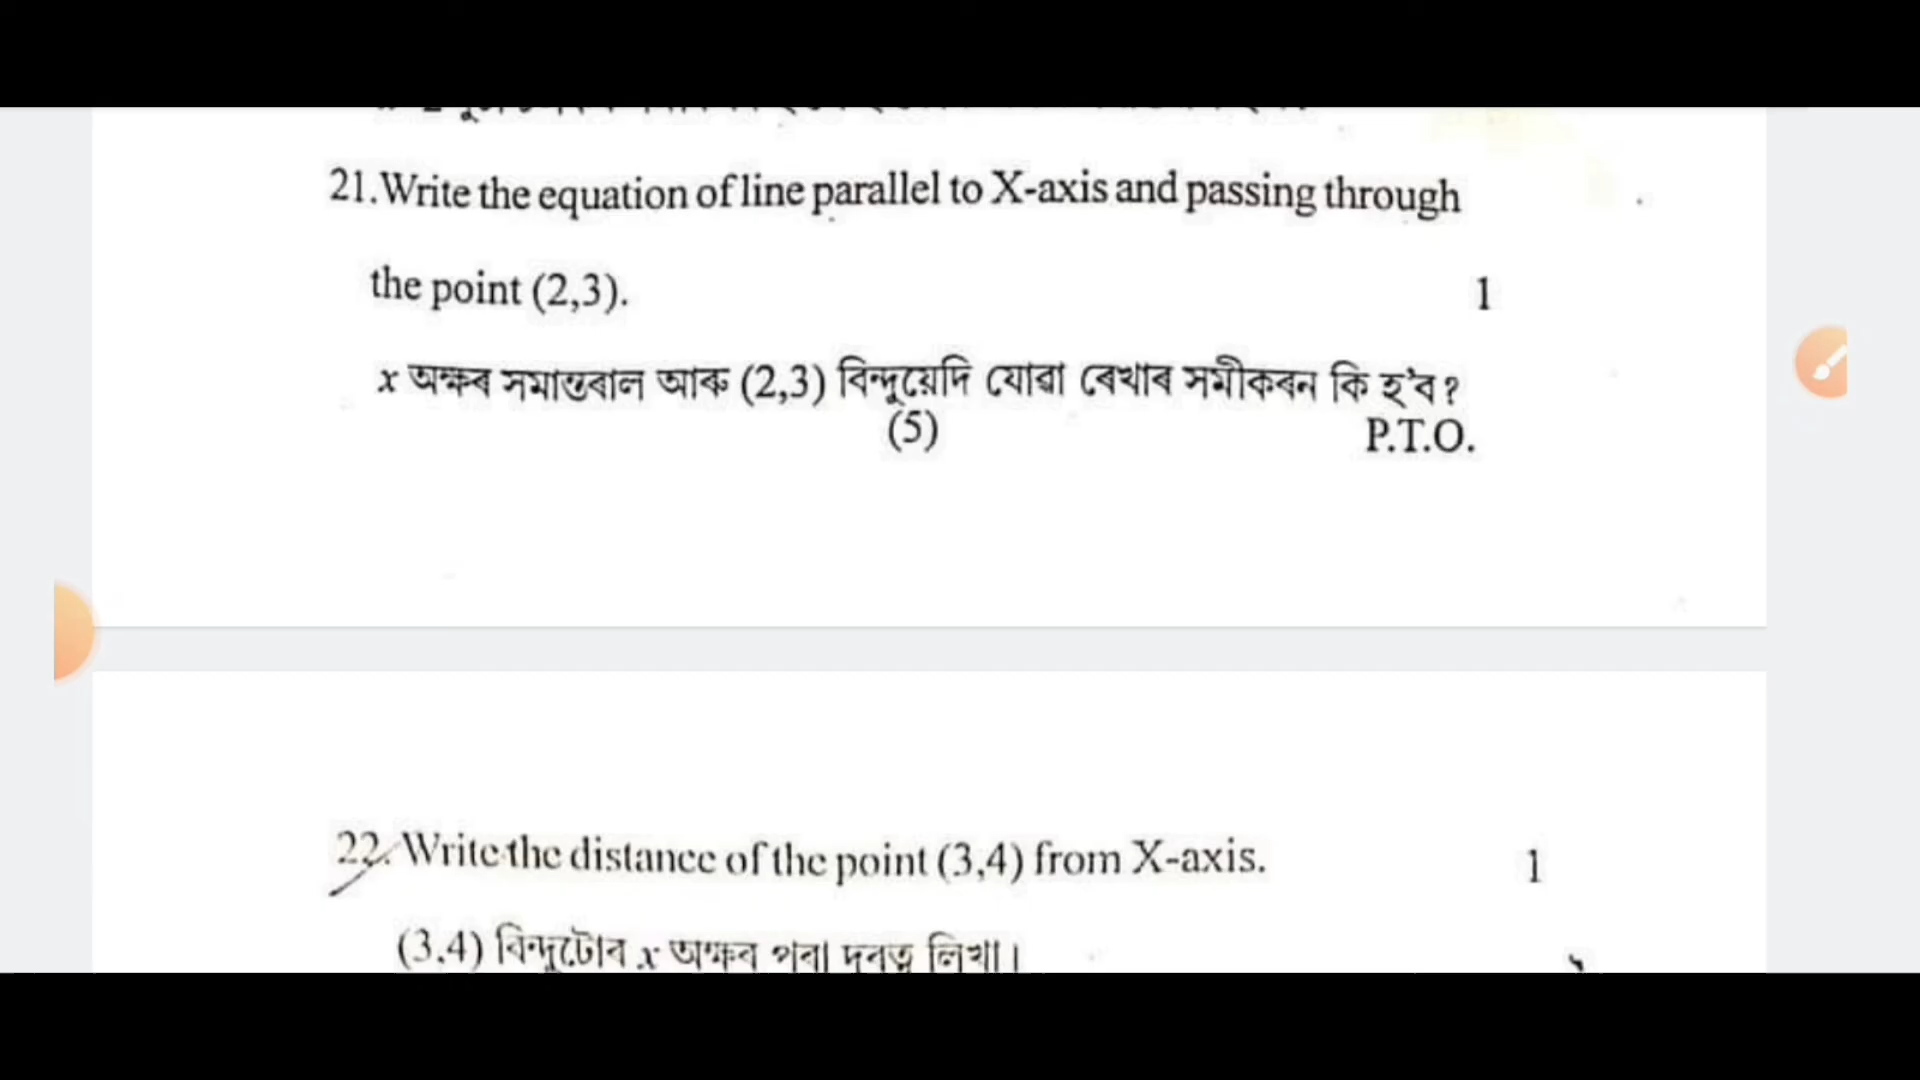 21.Write the equation of line parallel to X-axis and passing through
the point (2,3). 1
x অক্ষৰ সমান্তৰাল আৰু (2,3) বিন্দুয়েদি যোৱা ৰেখাৰ সমীকৰন কি হ'ব?
(5) P.T.O.
22. Write the distance of the point (3,4) from X-axis. 1
(3,4) বিন্দুটোৰ x অক্ষৰ পৰা দূৰত্ব লিখা।